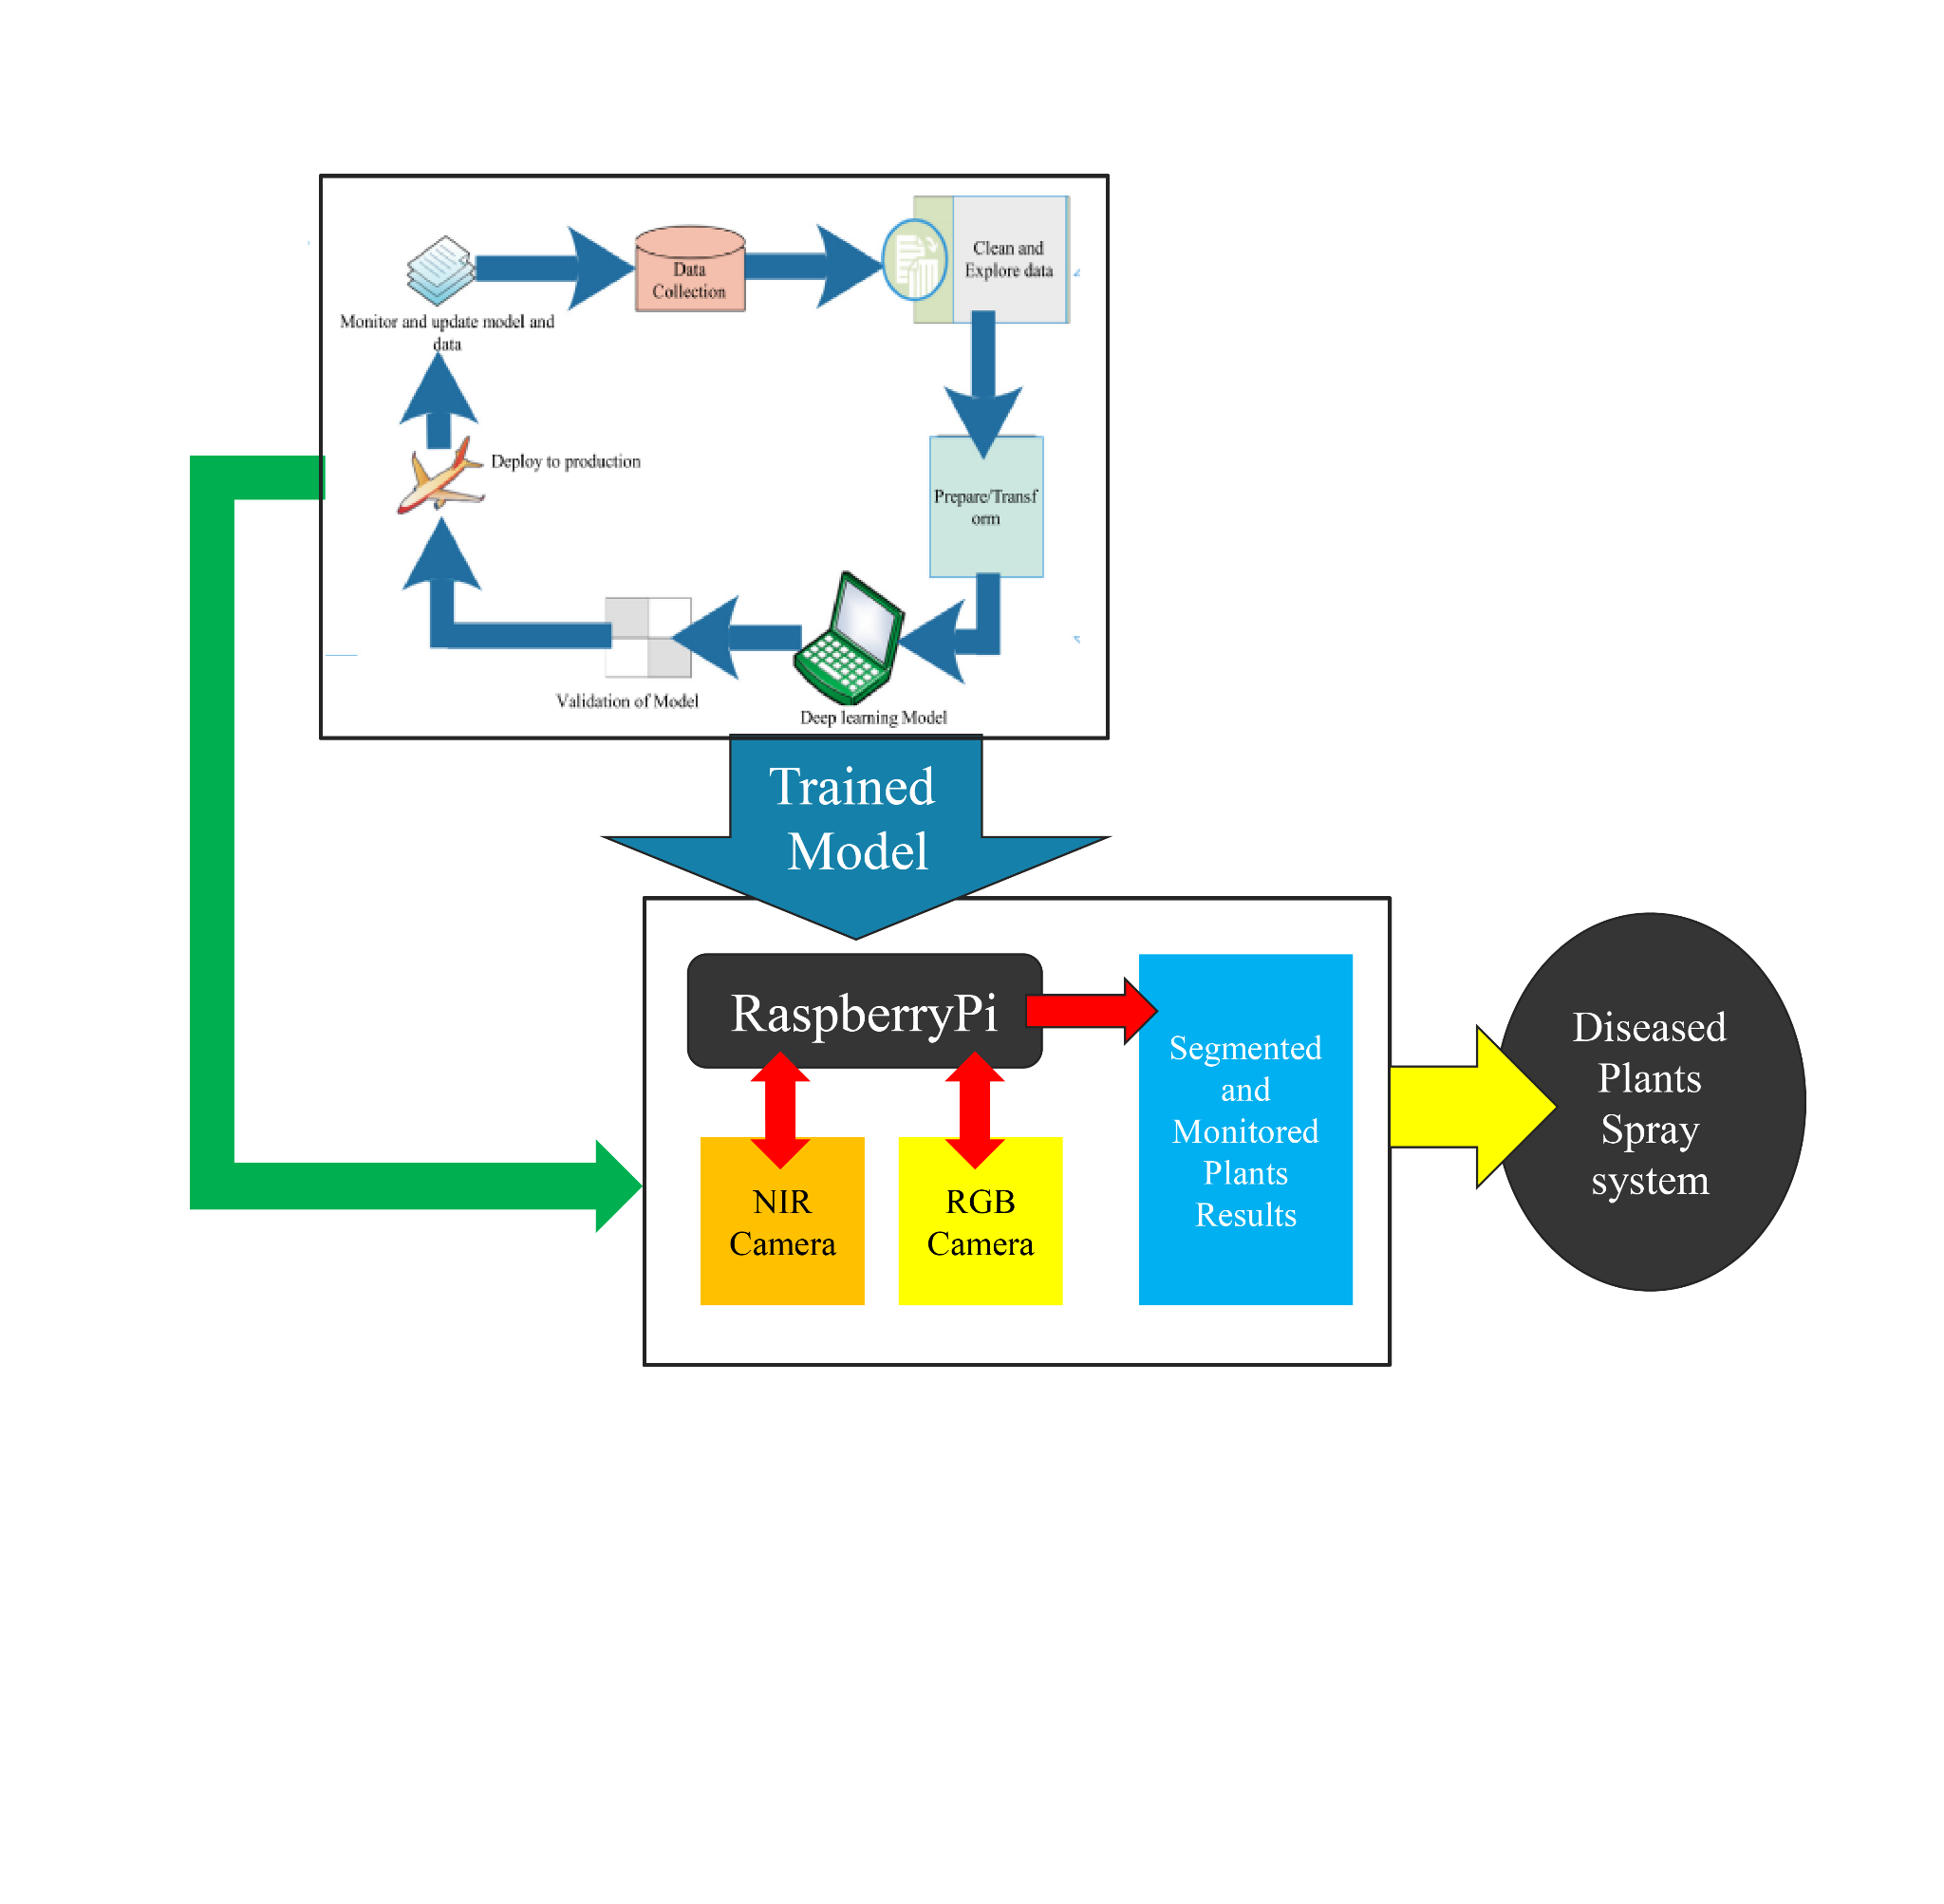 Data
Collection
Clean and
Explore data
Monitor and update model and
data
Deploy to production
Prepare/Transf
orm
Validation of Model
Deep learning Model
Trained
Model
RaspberryPi
NIR
Camera
RGB
Camera
Segmented
and
Monitored
Plants
Results
Diseased
Plants
Spray
system